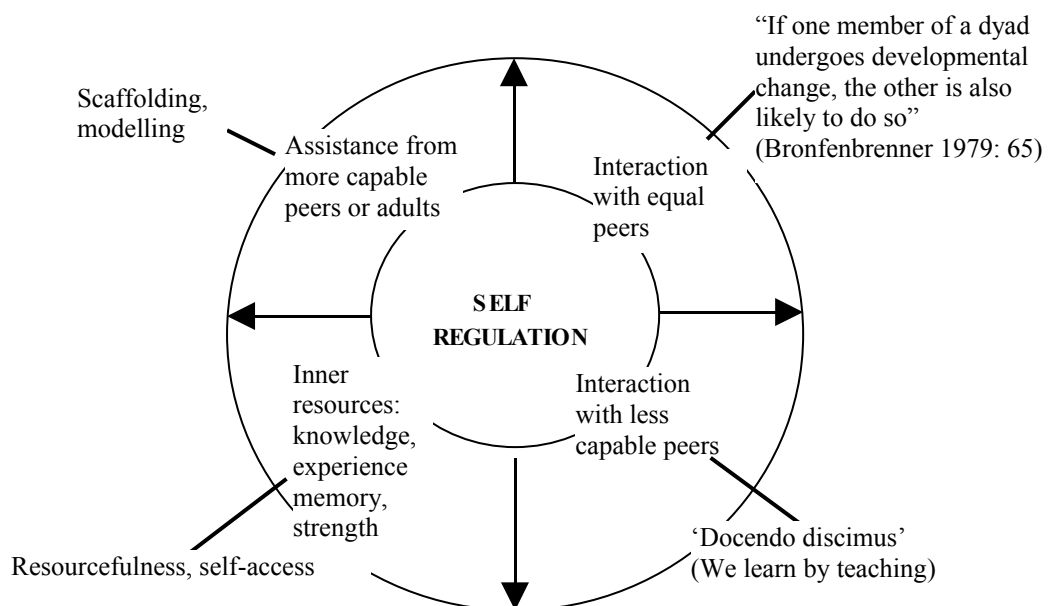 Scaffolding,
modelling
Assistance from
more capable
peers or adults
“If one member of a dyad
undergoes developmental
change, the other is also
likely to do so”
(Bronfenbrenner 1979: 65)
Interaction
with equal
peers
SELF
REGULATION
Inner
resources:
knowledge,
experience
memory,
strength
Resourcefulness, self-access
Interaction
with less
capable peers
‘Docendo discimus’
(We learn by teaching)